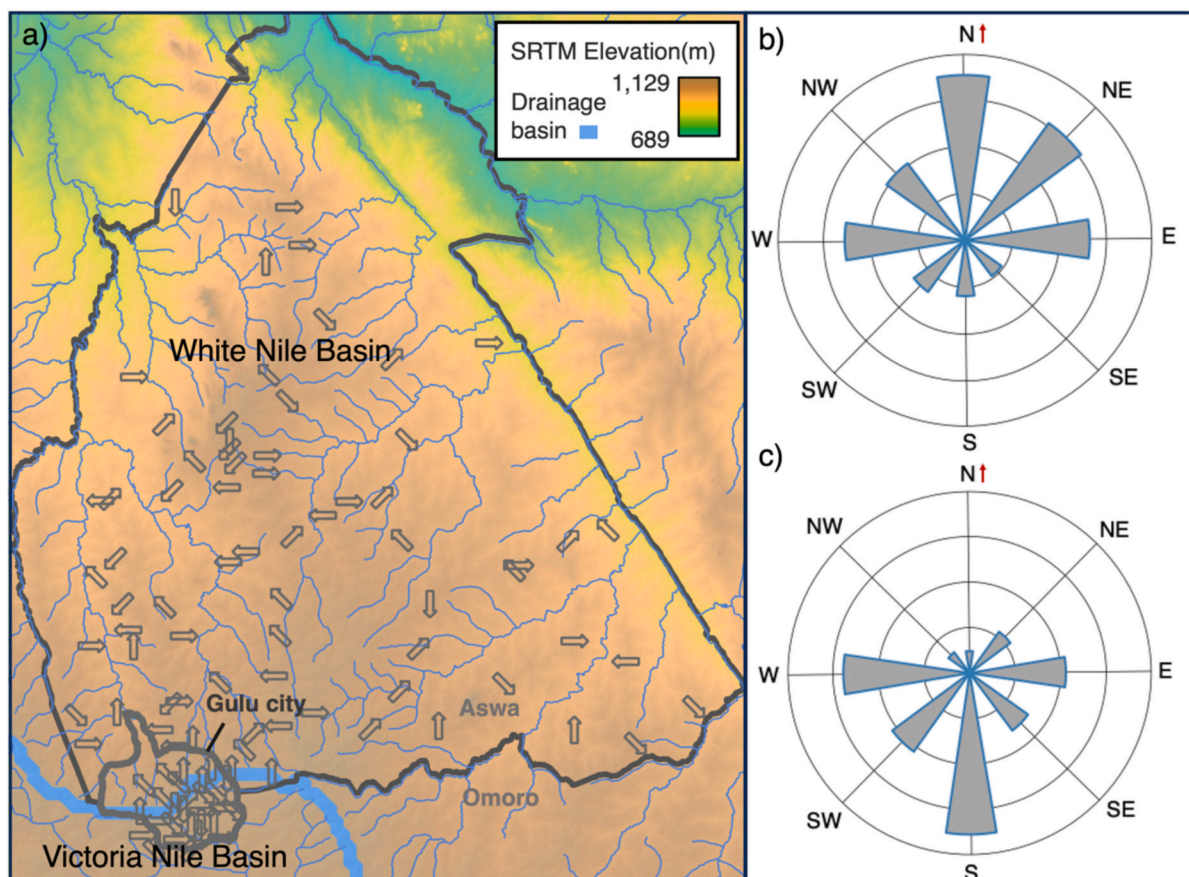 a)
SRTM Elevation(m)
1,129
Drainage
basin
689
White Nile Basin
Gulu city
Aswa
Omoro
Victoria Nile Basin
b)
N
NW
NE
W
E
SW
SE
S
c)
N
NW
NE
W
E
SW
SE
S